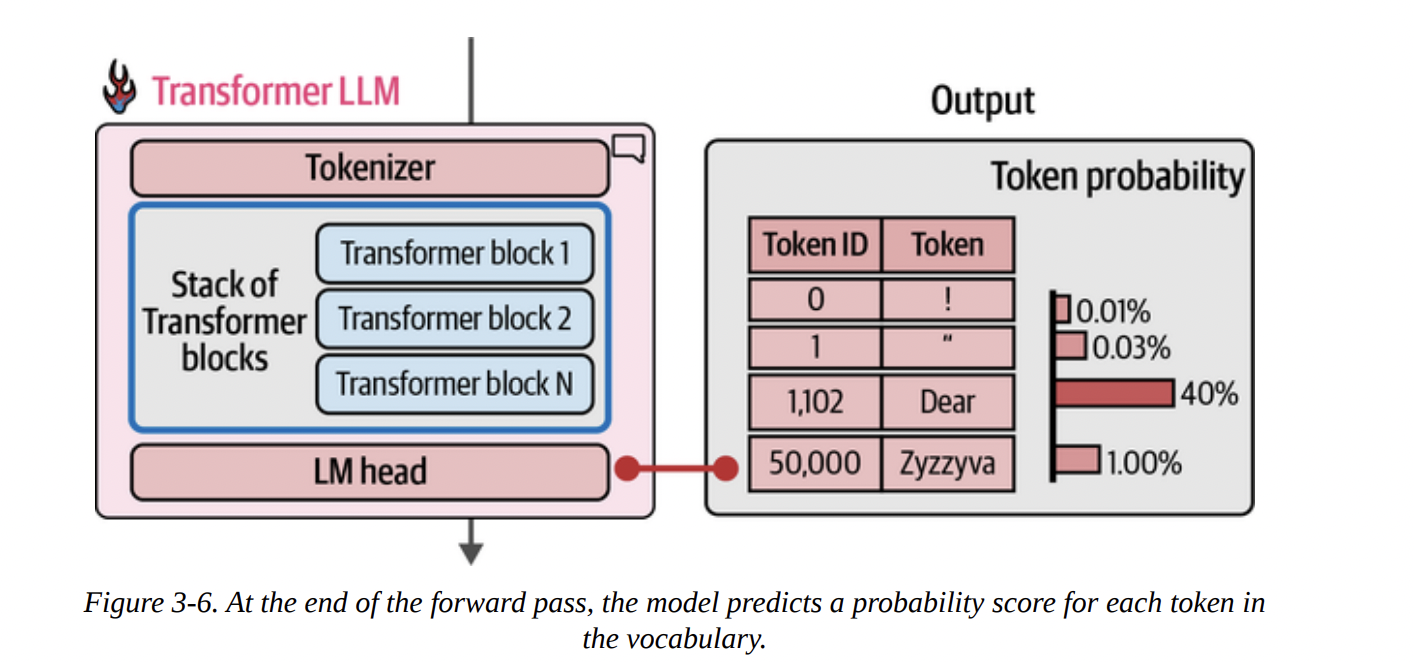 Transformer LLM
Tokenizer
Stack of
Transformer
blocks
Transformer block 1
Transformer block 2
Transformer block N
LM head
Output
Token probability
Token ID Token
0 ! 0.01%
1 " 0.03%
1,102 Dear 40%
50,000 Zyzzyva 1.00%
Figure 3-6. At the end of the forward pass, the model predicts a probability score for each token in
the vocabulary.